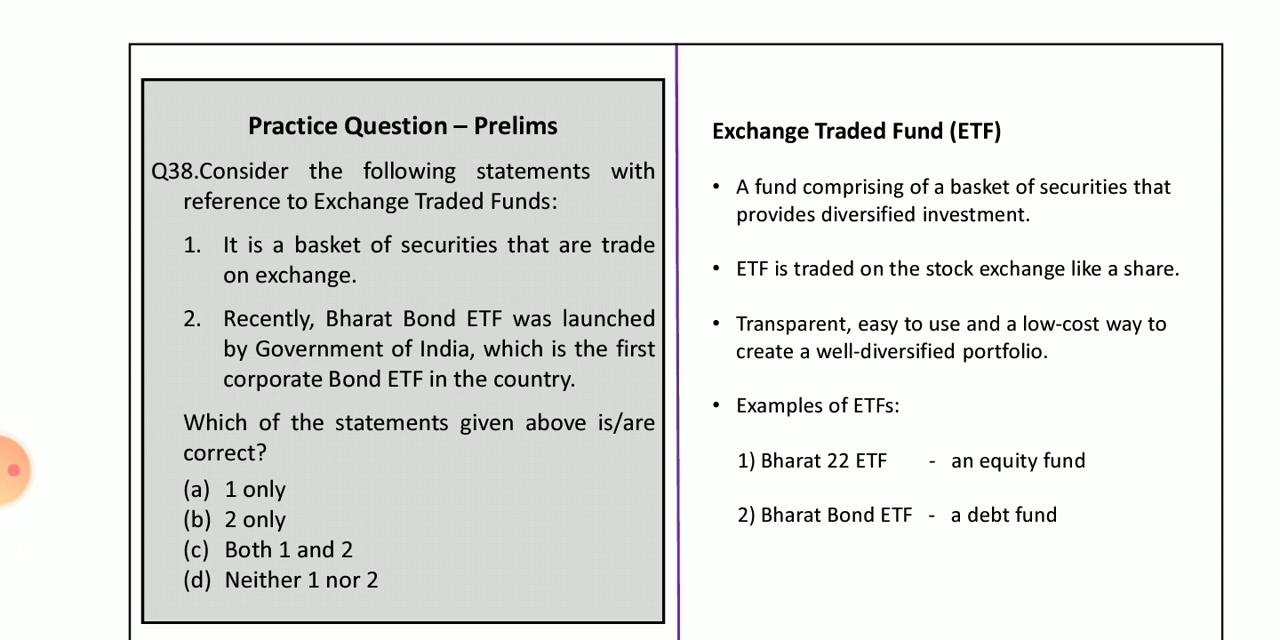 Practice Question – Prelims
Q38.Consider the following statements with
reference to Exchange Traded Funds:
1. It is a basket of securities that are trade
on exchange.
2. Recently, Bharat Bond ETF was launched
by Government of India, which is the first
corporate Bond ETF in the country.
Which of the statements given above is/are
correct?
(a) 1 only
(b) 2 only
(c) Both 1 and 2
(d) Neither 1 nor 2
Exchange Traded Fund (ETF)
• A fund comprising of a basket of securities that
provides diversified investment.
• ETF is traded on the stock exchange like a share.
• Transparent, easy to use and a low-cost way to
create a well-diversified portfolio.
• Examples of ETFs:
1) Bharat 22 ETF - an equity fund
2) Bharat Bond ETF - a debt fund